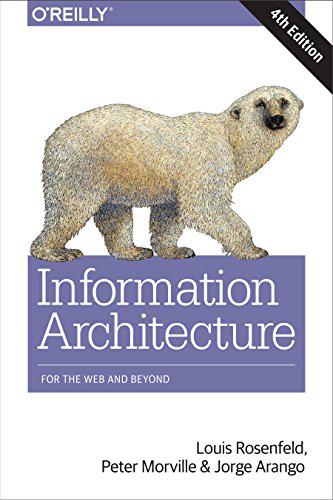 O'REILLY®
4th Edition
Information
Architecture
FOR THE WEB AND BEYOND
Louis Rosenfeld,
Peter Morville & Jorge Arango